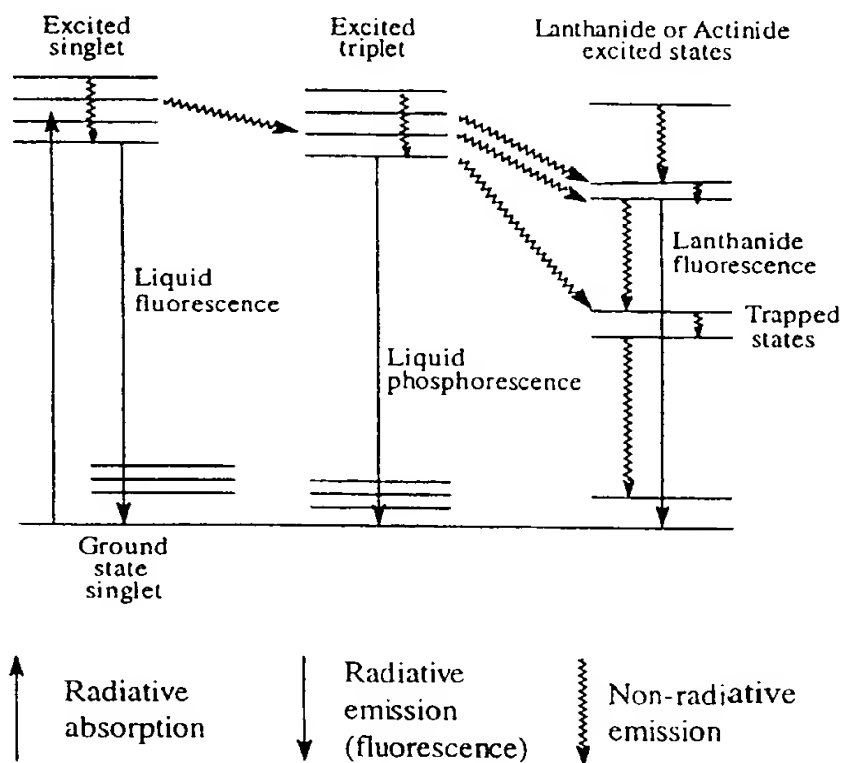 Excited
singlet
Excited
triplet
Lanthanide or Actinide
excited states
Liquid
fluorescence
Lanthanide
fluorescence
Trapped
states
Liquid
phosphorescence
Ground
state
singlet
Radiative
absorption
Radiative
emission
(fluorescence)
Non-radiative
emission